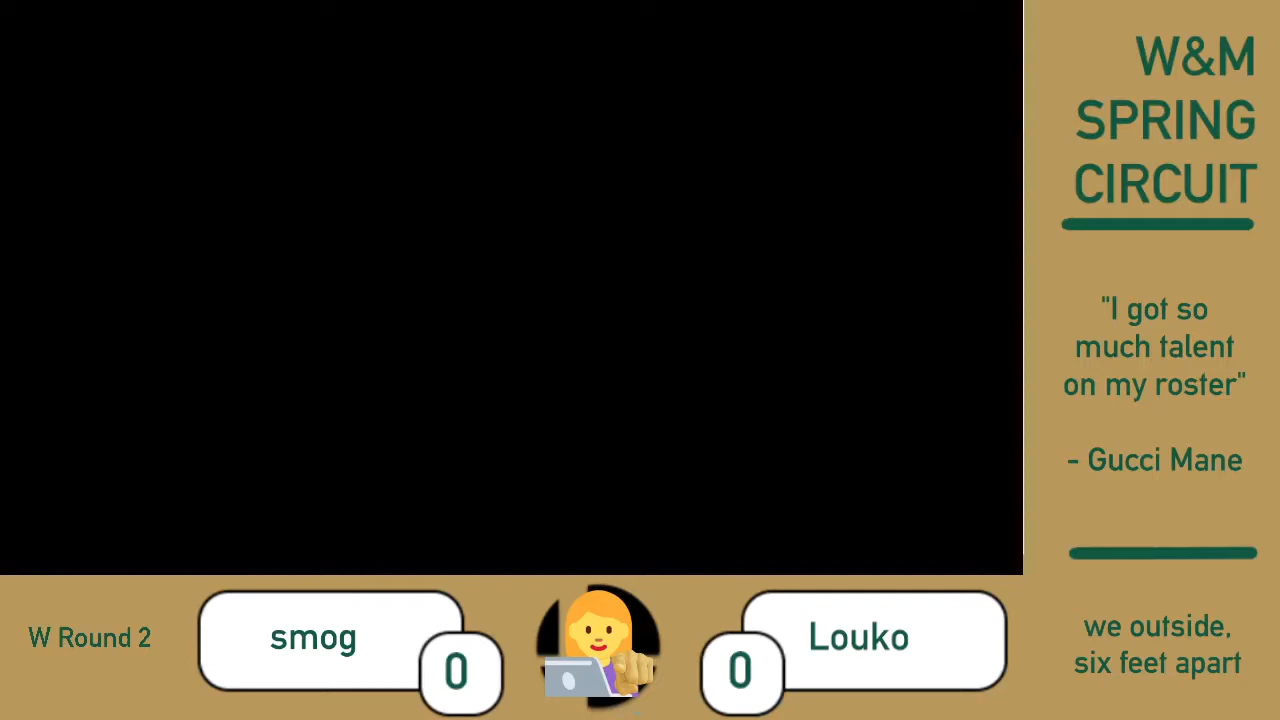 W&M
SPRING
CIRCUIT
"I got so
much talent
on my roster"
- Gucci Mane
we outside,
six feet apart
W Round 2
smog
0
0
Louko